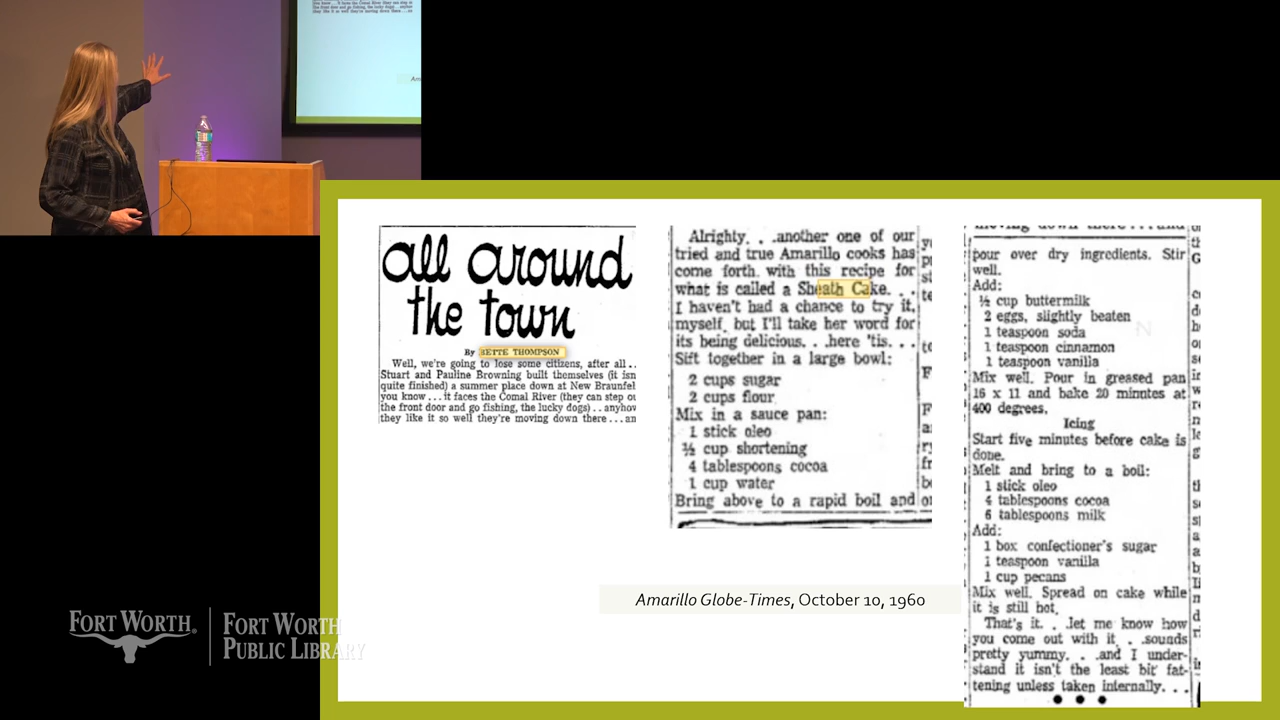 all around
the town
By BETTE THOMPSON
Well, we're going to lose some citizens, after all . .
Stuart and Pauline Browning built themselves (it isn
quite finished) a summer place down at New Braunfel
you know . . . it faces the Comal River (they can step ou
the front door and go fishing, the lucky dogs) . . anyhow
they like it so well they're moving down there . . . an
Alrighty. . .another one of our
tried and true Amarillo cooks has
come forth with this recipe for
what is called a Sheath Cake. . .
I haven't had a chance to try it,
myself, but I'll take her word for
its being delicious. . .here 'tis. . .
Sift together in a large bowl:
2 cups sugar
2 cups flour
Mix in a sauce pan:
1 stick oleo
½ cup shortening
4 tablespoons cocoa
1 cup water
Bring above to a rapid boil and
pour over dry ingredients. Stir
well.
Add:
½ cup buttermilk
2 eggs, slightly beaten
1 teaspoon soda
1 teaspoon cinnamon
1 teaspoon vanilla
Mix well. Pour in greased pan
16 x 11 and bake 20 minutes at
400 degrees.
Icing
Start five minutes before cake is
done.
Melt and bring to a boil:
1 stick oleo
4 tablespoons cocoa
6 tablespoons milk
Add:
1 box confectioner's sugar
1 teaspoon vanilla
1 cup pecans
Mix well. Spread on cake while
it is still hot.
That's it. . .let me know how
you come out with it . . .sounds
pretty yummy. . .and I under-
stand it isn't the least bit fat-
tening unless taken internally. . .
Amarillo Globe-Times, October 10, 1960
FORT WORTH®
FORT WORTH
PUBLIC LIBRARY